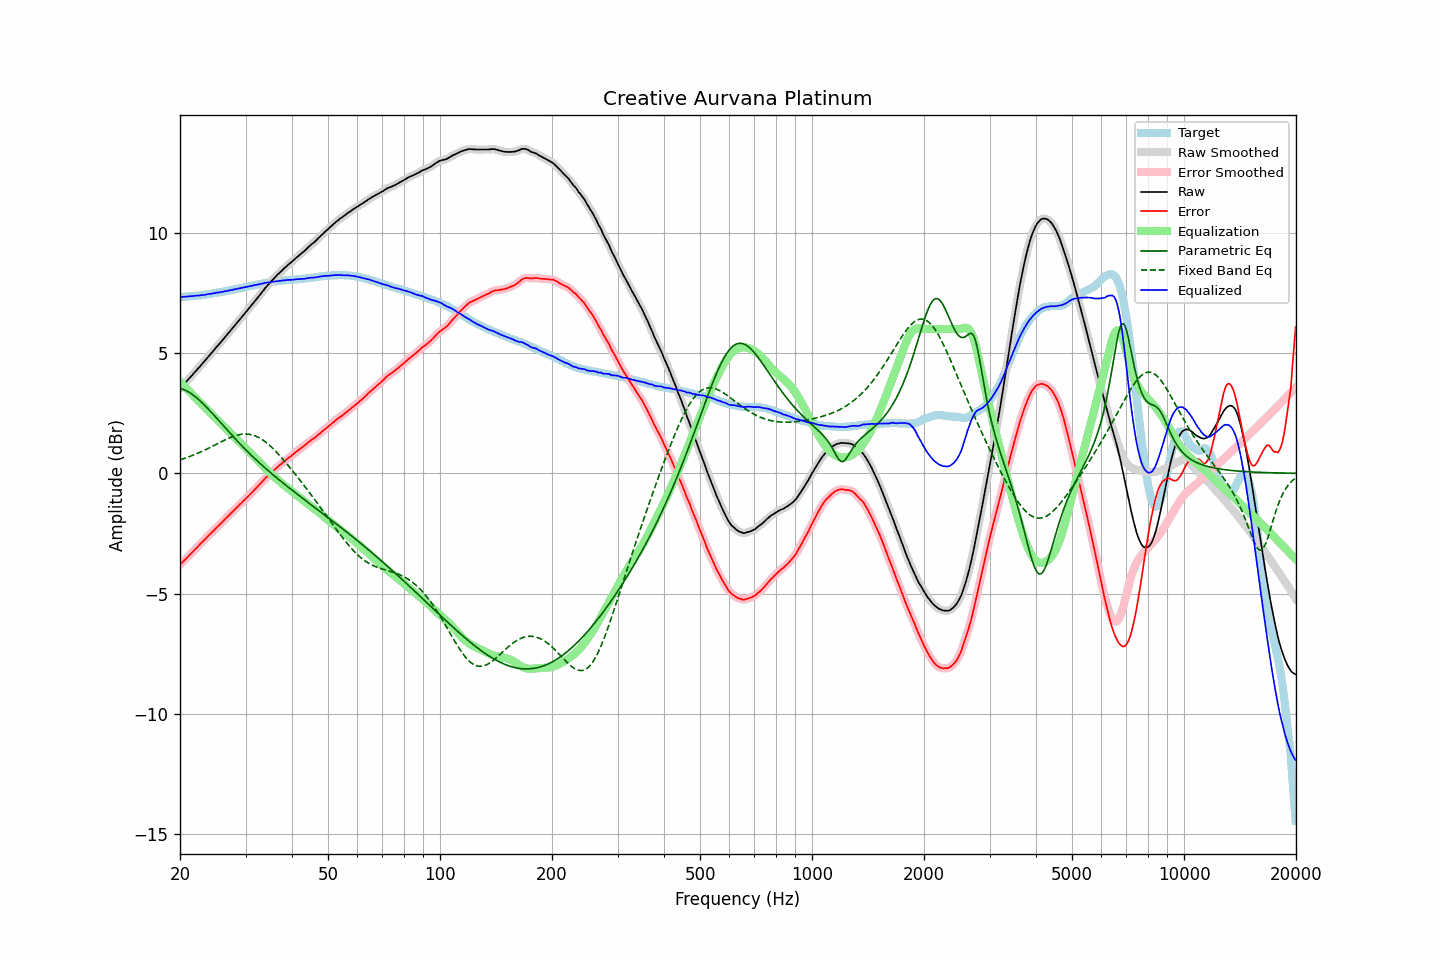 Creative Aurvana Platinum
Target
Raw Smoothed
Error Smoothed
Raw
Error
Equalization
Parametric Eq
Fixed Band Eq
Equalized
Amplitude (dBr)
10
5
0
−5
−10
−15
20 50 100 200 500 1000 2000 5000 10000 20000
Frequency (Hz)